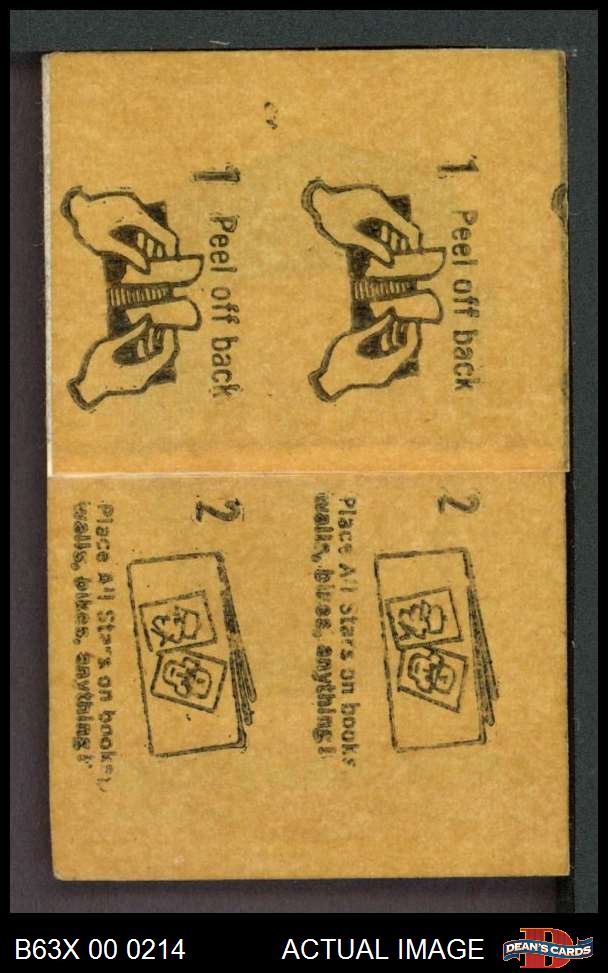 1 Peel off back
1 Peel off back
2
Place All Stars on books
walls, bikes, anything!
2
Place All Stars on books,
walls, bikes, anything!
B63X 00 0214
ACTUAL IMAGE
DEAN'S CARDS